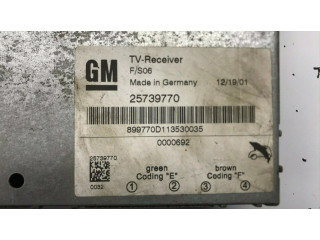 GM
TV-Receiver
F/S06
Made in Germany 12/19/01
25739770
899770D113530035
0000692
25739770
0032
green
Coding "E"
brown
Coding "F"
1 2 3 4